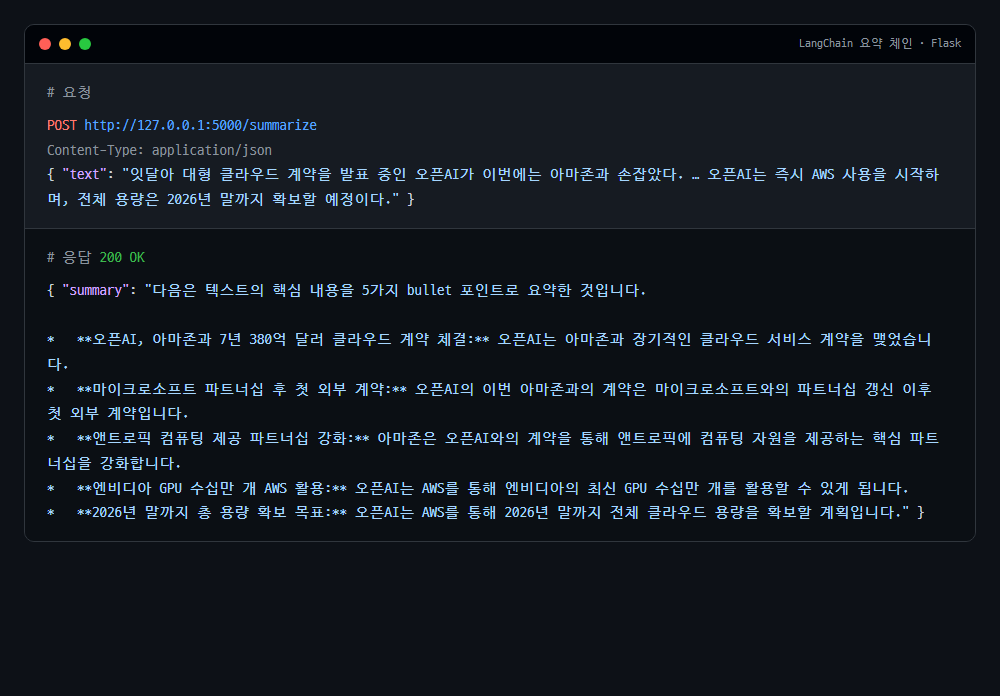 LangChain 요약 체인 · Flask
# 요청
POST http://127.0.0.1:5000/summarize
Content-Type: application/json
{ "text": "잇달아 대형 클라우드 계약을 발표 중인 오픈AI가 이번에는 아마존과 손잡았다. … 오픈AI는 즉시 AWS 사용을 시작하
며, 전체 용량은 2026년 말까지 확보할 예정이다." }
# 응답 200 OK
{ "summary": "다음은 텍스트의 핵심 내용을 5가지 bullet 포인트로 요약한 것입니다.
*   **오픈AI, 아마존과 7년 380억 달러 클라우드 계약 체결:** 오픈AI는 아마존과 장기적인 클라우드 서비스 계약을 맺었습니
다.
*   **마이크로소프트 파트너십 후 첫 외부 계약:** 오픈AI의 이번 아마존과의 계약은 마이크로소프트와의 파트너십 갱신 이후
첫 외부 계약입니다.
*   **앤트로픽 컴퓨팅 제공 파트너십 강화:** 아마존은 오픈AI와의 계약을 통해 앤트로픽에 컴퓨팅 자원을 제공하는 핵심 파트
너십을 강화합니다.
*   **엔비디아 GPU 수십만 개 AWS 활용:** 오픈AI는 AWS를 통해 엔비디아의 최신 GPU 수십만 개를 활용할 수 있게 됩니다.
*   **2026년 말까지 총 용량 확보 목표:** 오픈AI는 AWS를 통해 2026년 말까지 전체 클라우드 용량을 확보할 계획입니다." }